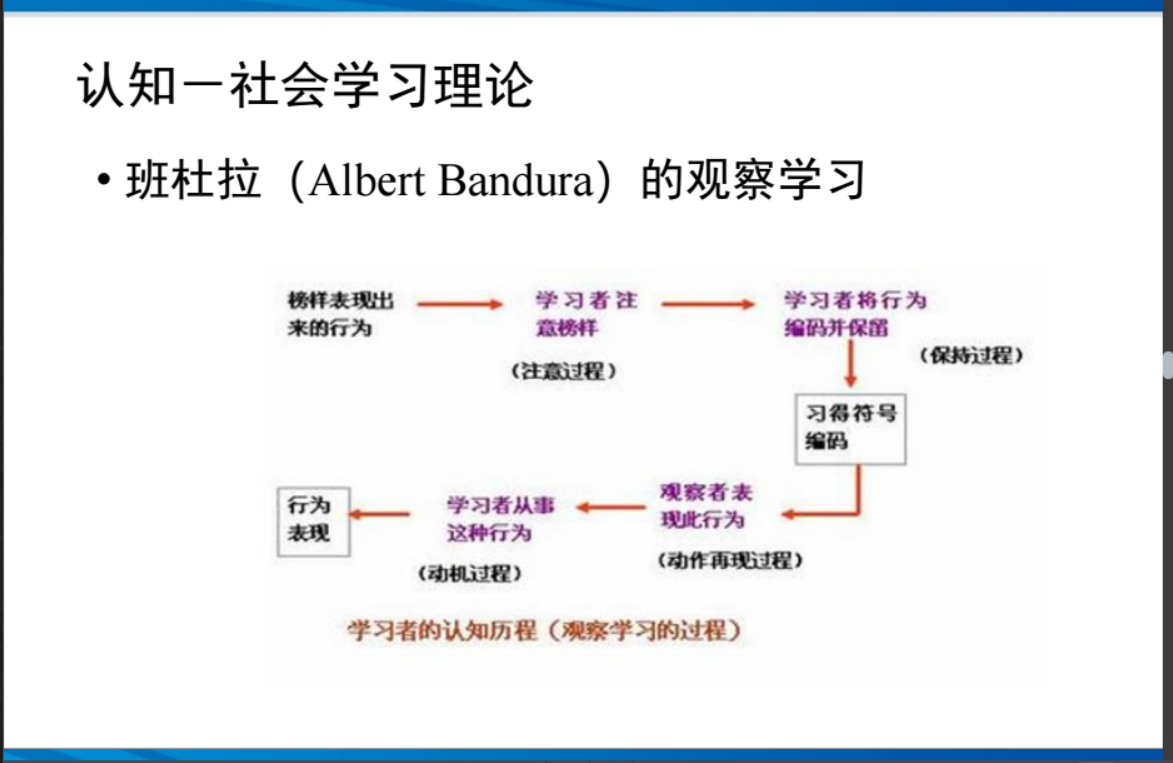 认知－社会学习理论
• 班杜拉（Albert Bandura）的观察学习
榜样表现出
来的行为
学习者注
意榜样
（注意过程）
学习者将行为
编码并保留
（保持过程）
习得符号
编码
观察者表
现此行为
（动作再现过程）
学习者从事
这种行为
（动机过程）
行为
表现
学习者的认知历程（观察学习的过程）